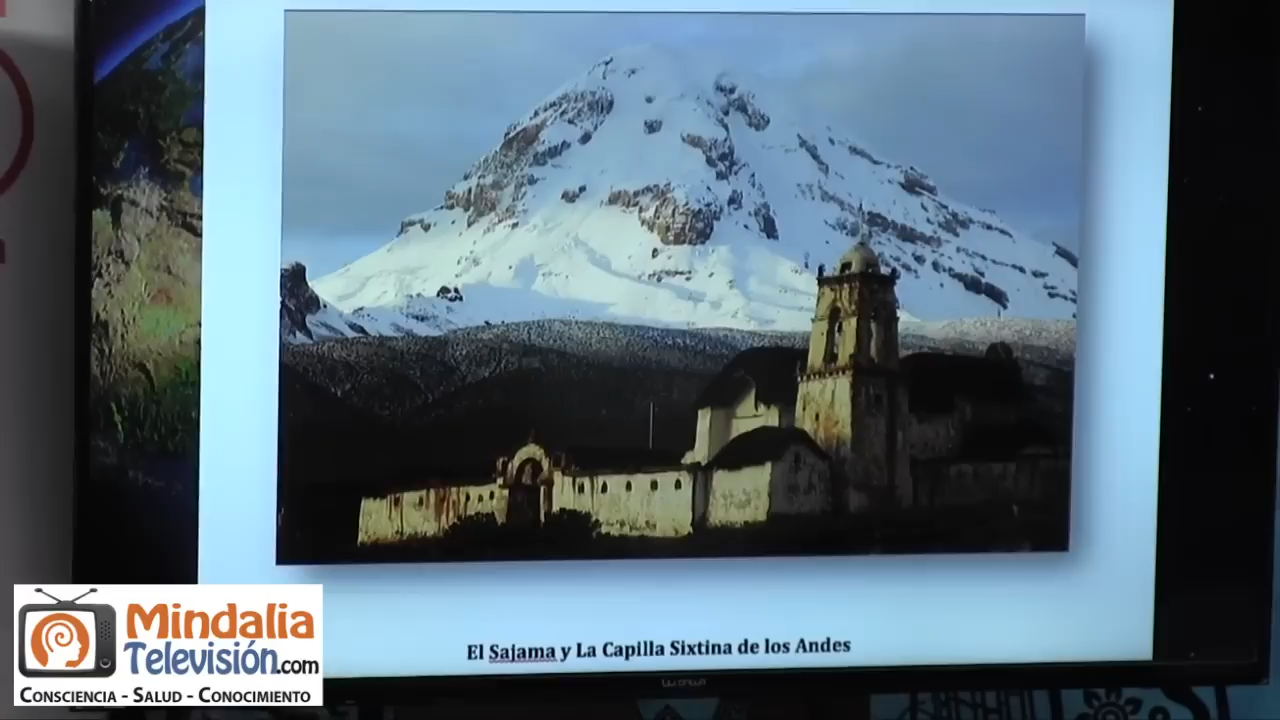 El Sajama y La Capilla Sixtina de los Andes
Mindalia
Televisión.com
CONSCIENCIA - SALUD - CONOCIMIENTO